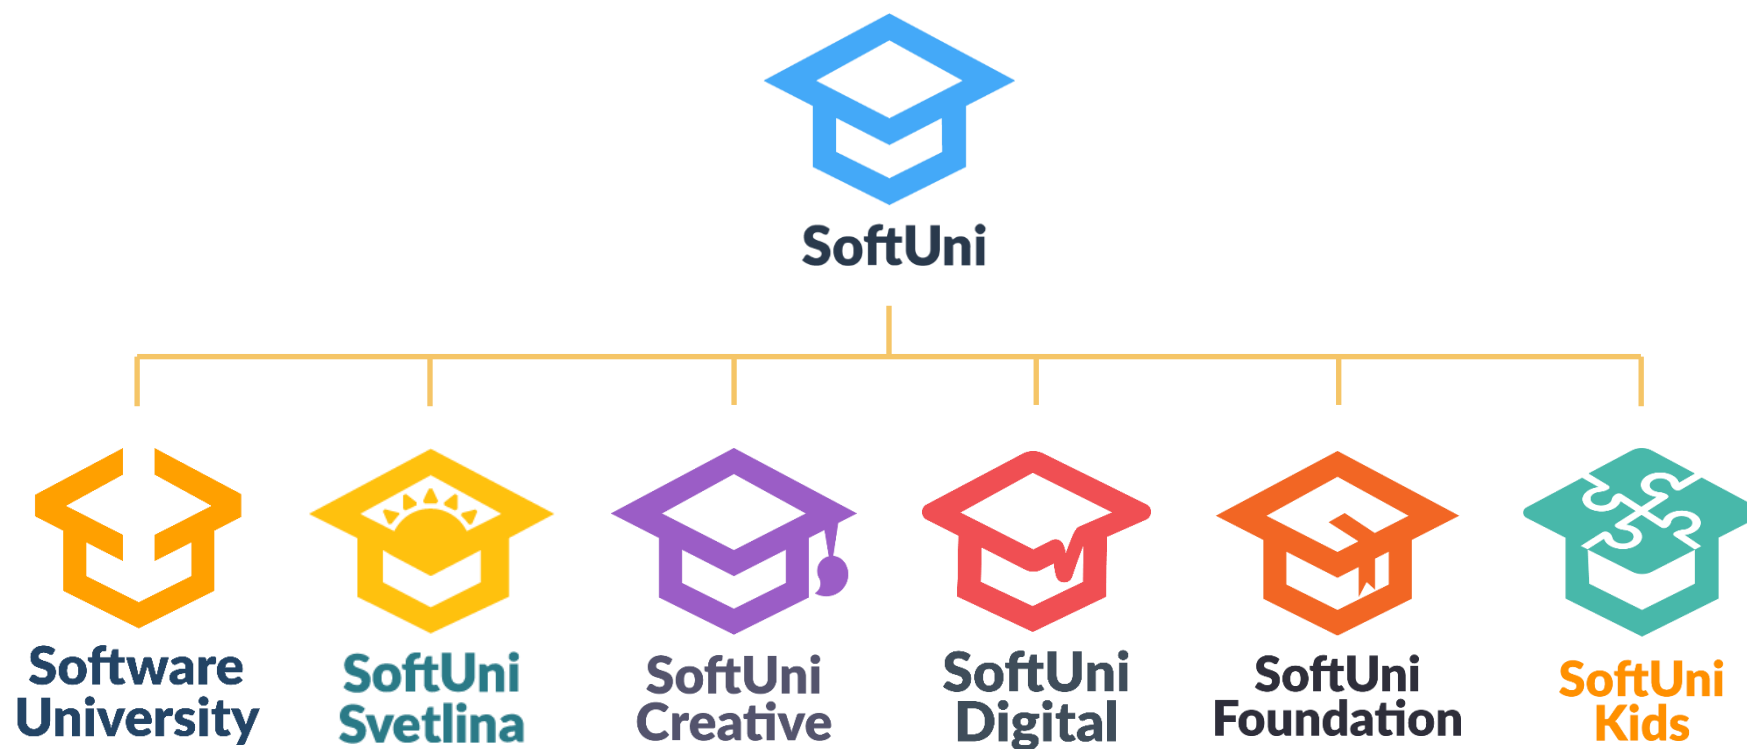 SoftUni
Software
University
SoftUni
Svetlina
SoftUni
Creative
SoftUni
Digital
SoftUni
Foundation
SoftUni
Kids